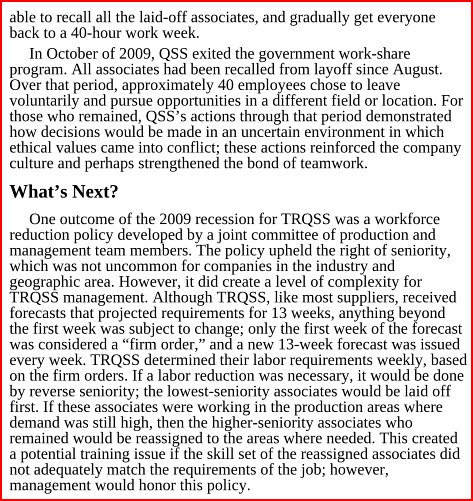 able to recall all the laid-off associates, and gradually get everyone
back to a 40-hour work week.
In October of 2009, QSS exited the government work-share
program. All associates had been recalled from layoff since August.
Over that period, approximately 40 employees chose to leave
voluntarily and pursue opportunities in a different field or location. For
those who remained, QSS’s actions through that period demonstrated
how decisions would be made in an uncertain environment in which
ethical values came into conflict; these actions reinforced the company
culture and perhaps strengthened the bond of teamwork.
What’s Next?
One outcome of the 2009 recession for TRQSS was a workforce
reduction policy developed by a joint committee of production and
management team members. The policy upheld the right of seniority,
which was not uncommon for companies in the industry and
geographic area. However, it did create a level of complexity for
TRQSS management. Although TRQSS, like most suppliers, received
forecasts that projected requirements for 13 weeks, anything beyond
the first week was subject to change; only the first week of the forecast
was considered a “firm order,” and a new 13-week forecast was issued
every week. TRQSS determined their labor requirements weekly, based
on the firm orders. If a labor reduction was necessary, it would be done
by reverse seniority; the lowest-seniority associates would be laid off
first. If these associates were working in the production areas where
demand was still high, then the higher-seniority associates who
remained would be reassigned to the areas where needed. This created
a potential training issue if the skill set of the reassigned associates did
not adequately match the requirements of the job; however,
management would honor this policy.